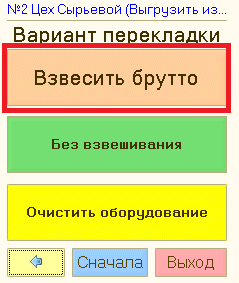 №2 Цех Сырьевой (Выгрузить из...
Вариант перекладки
Взвесить брутто
Без взвешивания
Очистить оборудование
Сначала Выход